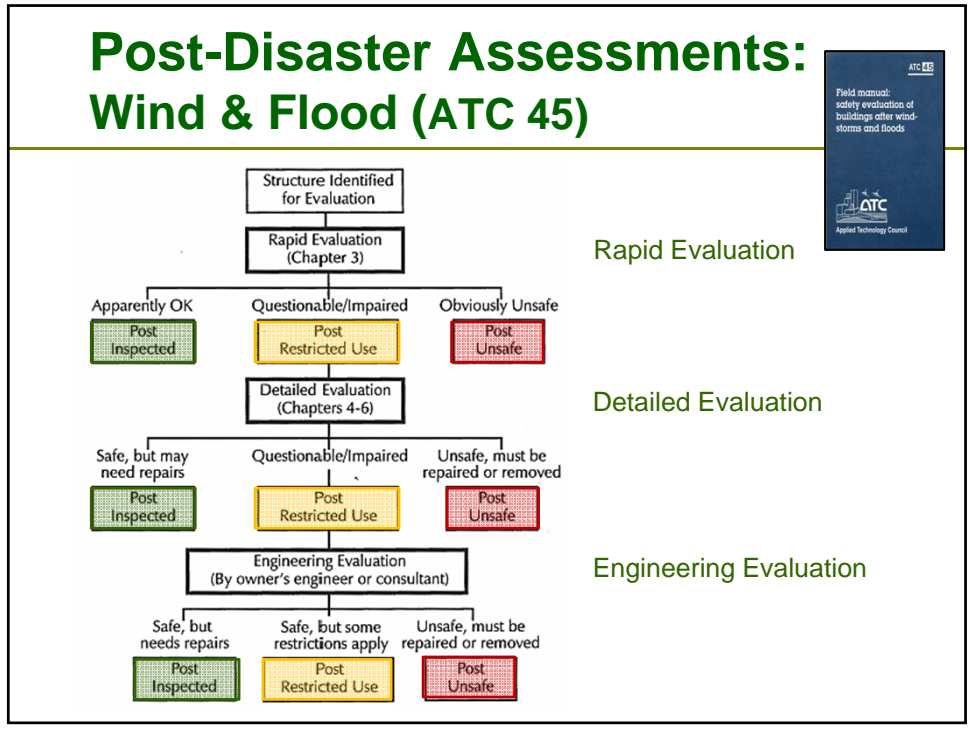 Post-Disaster Assessments:
Wind & Flood (ATC 45)
ATC 45
Field manual:
safety evaluation of
buildings after wind-
storms and floods
ATC
Applied Technology Council
Structure Identified
for Evaluation
Rapid Evaluation
(Chapter 3)
Rapid Evaluation
Apparently OK
Questionable/Impaired
Obviously Unsafe
Post
Inspected
Post
Restricted Use
Post
Unsafe
Detailed Evaluation
(Chapters 4-6)
Detailed Evaluation
Safe, but may
need repairs
Questionable/Impaired
Unsafe, must be
repaired or removed
Post
Inspected
Post
Restricted Use
Post
Unsafe
Engineering Evaluation
(By owner's engineer or consultant)
Engineering Evaluation
Safe, but
needs repairs
Safe, but some
restrictions apply
Unsafe, must be
repaired or removed
Post
Inspected
Post
Restricted Use
Post
Unsafe